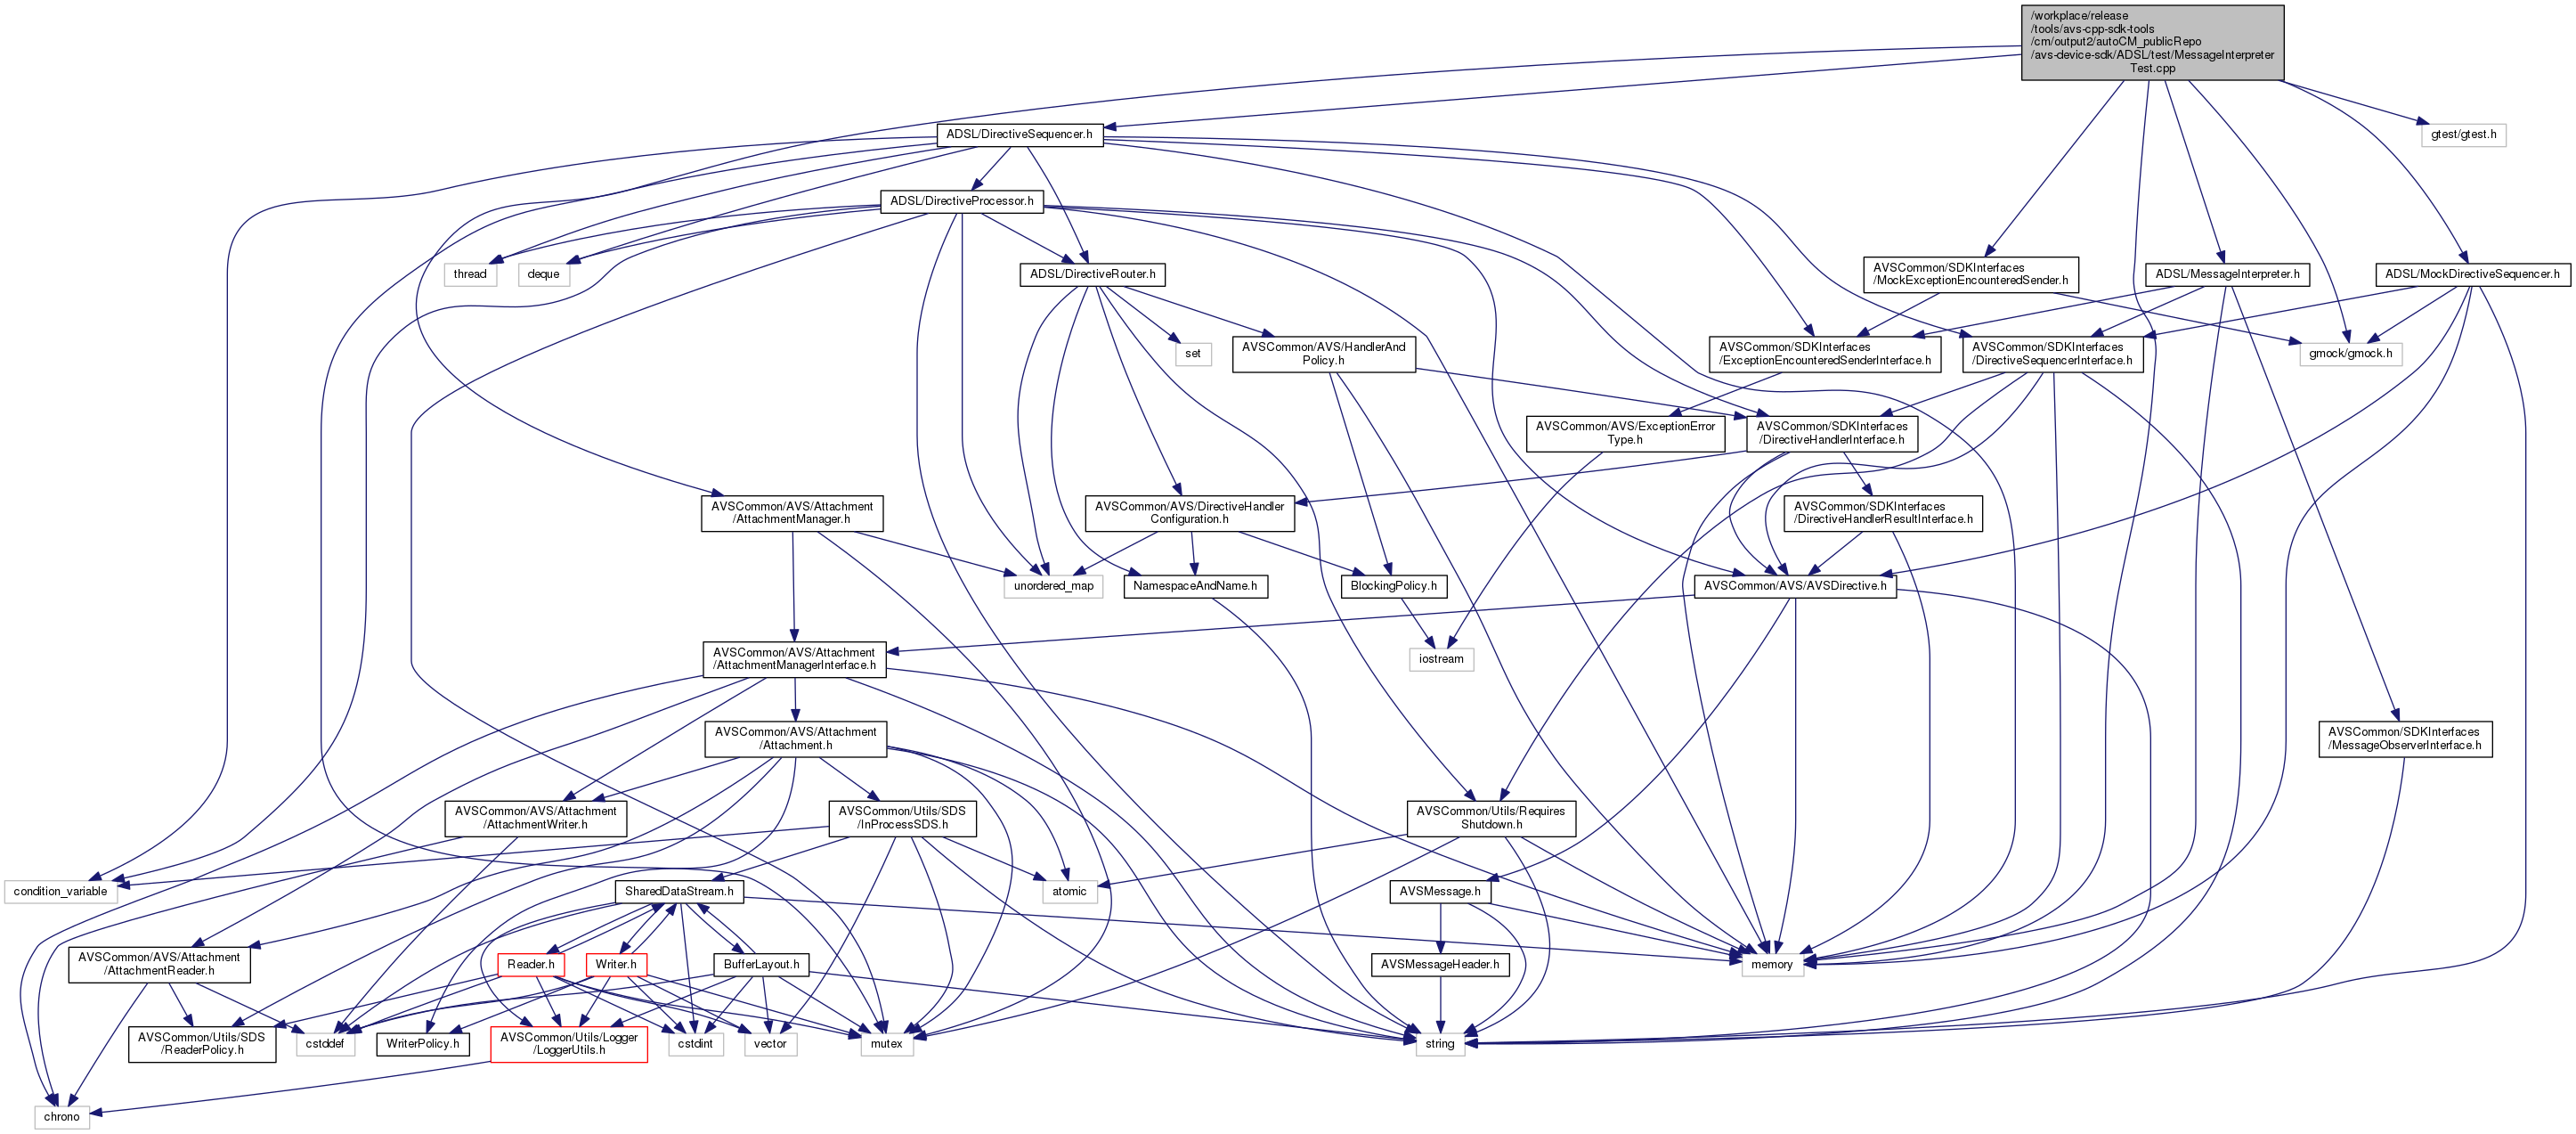 /workplace/release
/tools/avs-cpp-sdk-tools
/cm/output2/autoCM_publicRepo
/avs-device-sdk/ADSL/test/MessageInterpreter
Test.cpp
ADSL/DirectiveSequencer.h
gtest/gtest.h
ADSL/DirectiveProcessor.h
thread
deque
ADSL/DirectiveRouter.h
AVSCommon/SDKInterfaces
/MockExceptionEncounteredSender.h
ADSL/MessageInterpreter.h
ADSL/MockDirectiveSequencer.h
set
AVSCommon/AVS/HandlerAnd
Policy.h
AVSCommon/SDKInterfaces
/ExceptionEncounteredSenderInterface.h
AVSCommon/SDKInterfaces
/DirectiveSequencerInterface.h
gmock/gmock.h
AVSCommon/AVS/ExceptionError
Type.h
AVSCommon/SDKInterfaces
/DirectiveHandlerInterface.h
AVSCommon/AVS/Attachment
/AttachmentManager.h
AVSCommon/AVS/DirectiveHandler
Configuration.h
AVSCommon/SDKInterfaces
/DirectiveHandlerResultInterface.h
unordered_map
NamespaceAndName.h
BlockingPolicy.h
AVSCommon/AVS/AVSDirective.h
AVSCommon/AVS/Attachment
/AttachmentManagerInterface.h
iostream
AVSCommon/AVS/Attachment
/Attachment.h
AVSCommon/SDKInterfaces
/MessageObserverInterface.h
AVSCommon/AVS/Attachment
/AttachmentWriter.h
AVSCommon/Utils/SDS
/InProcessSDS.h
AVSCommon/Utils/Requires
Shutdown.h
condition_variable
SharedDataStream.h
atomic
AVSMessage.h
AVSCommon/AVS/Attachment
/AttachmentReader.h
Reader.h
Writer.h
BufferLayout.h
AVSMessageHeader.h
memory
AVSCommon/Utils/SDS
/ReaderPolicy.h
cstddef
WriterPolicy.h
AVSCommon/Utils/Logger
/LoggerUtils.h
cstdint
vector
mutex
string
chrono